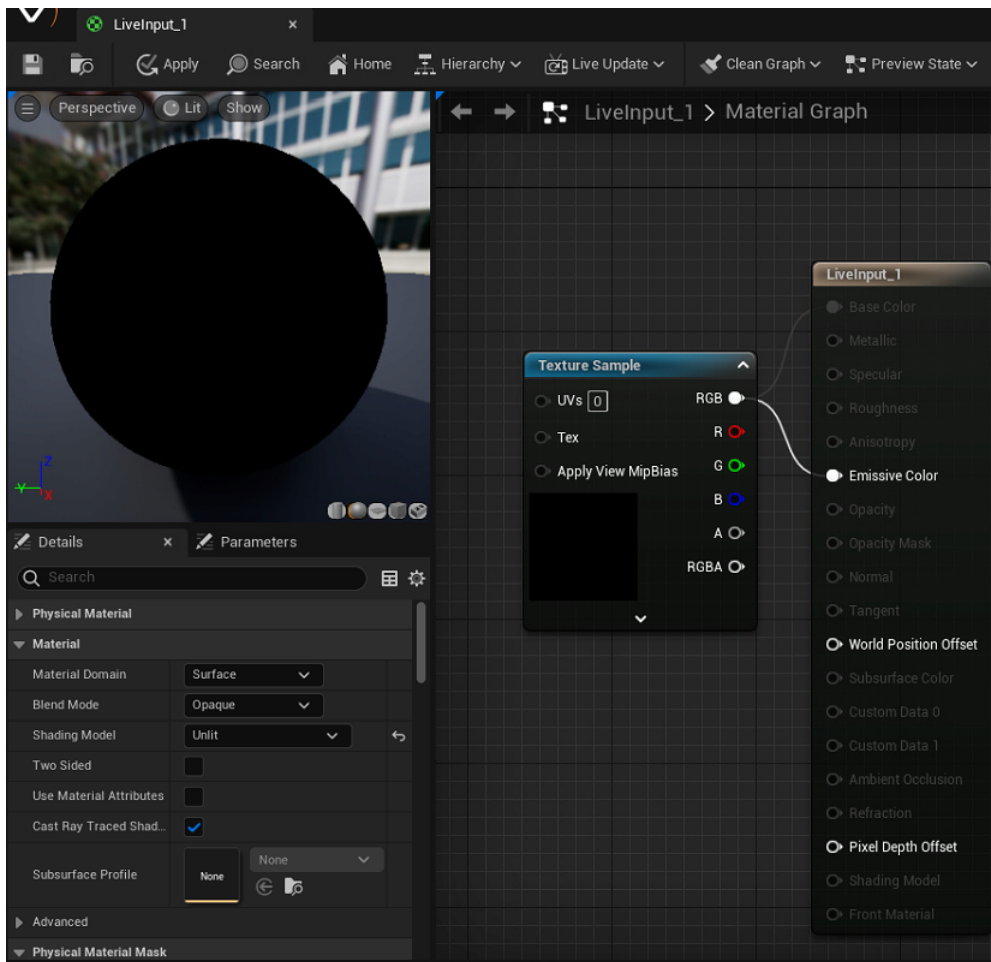 LiveInput_1
Apply
Search
Home
Hierarchy
Live Update
Clean Graph
Preview State
Perspective
Lit
Show
LiveInput_1 > Material Graph
Z
Y
X
LiveInput_1
Base Color
Metallic
Specular
Roughness
Anisotropy
Emissive Color
Opacity
Opacity Mask
Normal
Tangent
World Position Offset
Subsurface Color
Custom Data 0
Custom Data 1
Ambient Occlusion
Refraction
Pixel Depth Offset
Shading Model
Front Material
Texture Sample
UVs 0
RGB
Tex
R
Apply View MipBias
G
B
A
RGBA
Details
Parameters
Search
Physical Material
Material
Material Domain Surface
Blend Mode Opaque
Shading Model Unlit
Two Sided
Use Material Attributes
Cast Ray Traced Shad...
Subsurface Profile None None
Advanced
Physical Material Mask